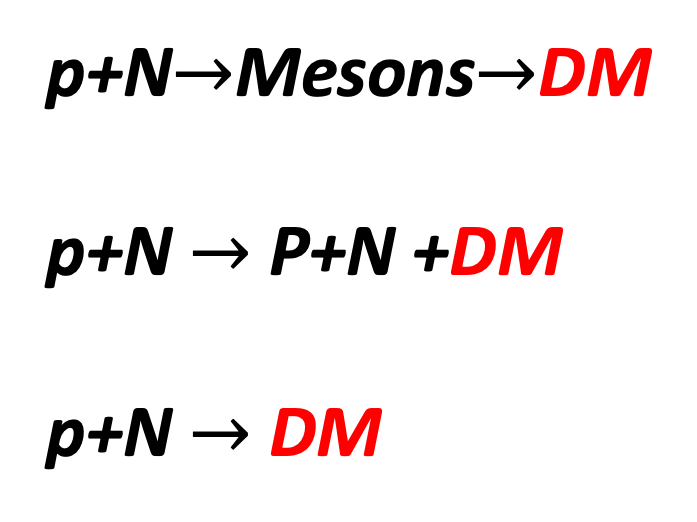 p+N→Mesons→DM
p+N → P+N +DM
p+N → DM